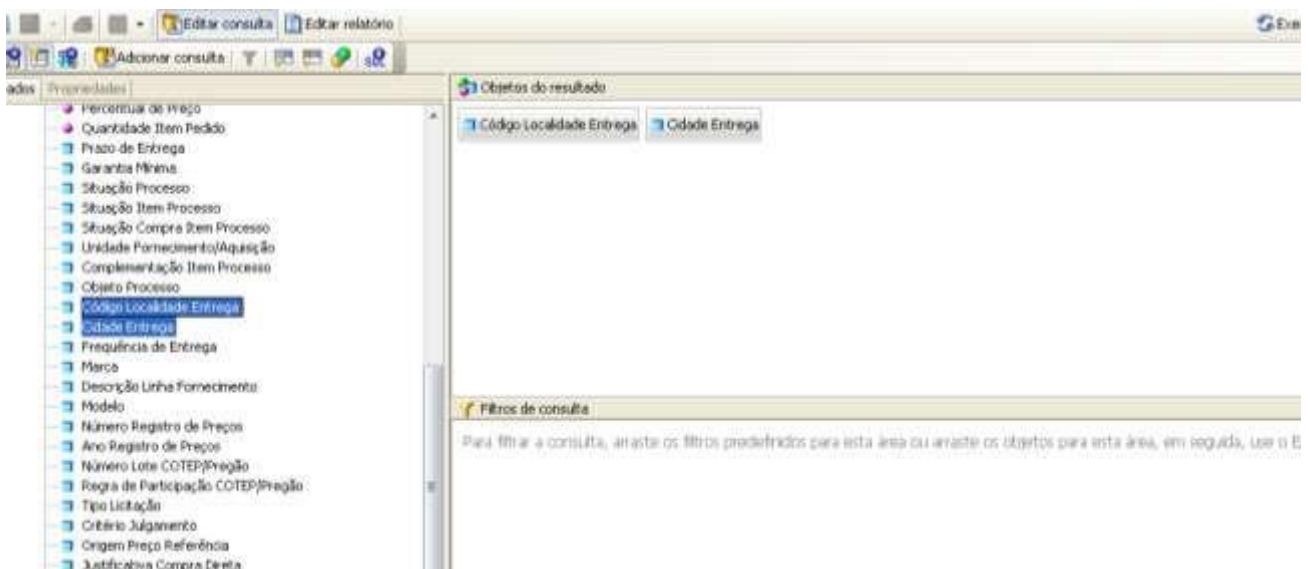 Editar consulta Editar relatório Exe
Adicionar consulta
ados Propriedades
Percentual de Preço
Quantidade Item Pedido
Prazo de Entrega
Garantia Mínima
Situação Processo
Situação Item Processo
Situação Compra Item Processo
Unidade Fornecimento/Aquisição
Complementação Item Processo
Objeto Processo
Código Localidade Entrega
Cidade Entrega
Frequência de Entrega
Marca
Descrição Linha Fornecimento
Modelo
Número Registro de Preços
Ano Registro de Preços
Número Lote COTEP/Pregão
Regra de Participação COTEP/Pregão
Tipo Licitação
Critério Julgamento
Origem Preço Referência
Justificativa Compra Direta
Objetos do resultado
Código Localidade Entrega Cidade Entrega
Filtros de consulta
Para filtrar a consulta, arraste os filtros predefinidos para esta área ou arraste os objetos para esta área, em seguida, use o E